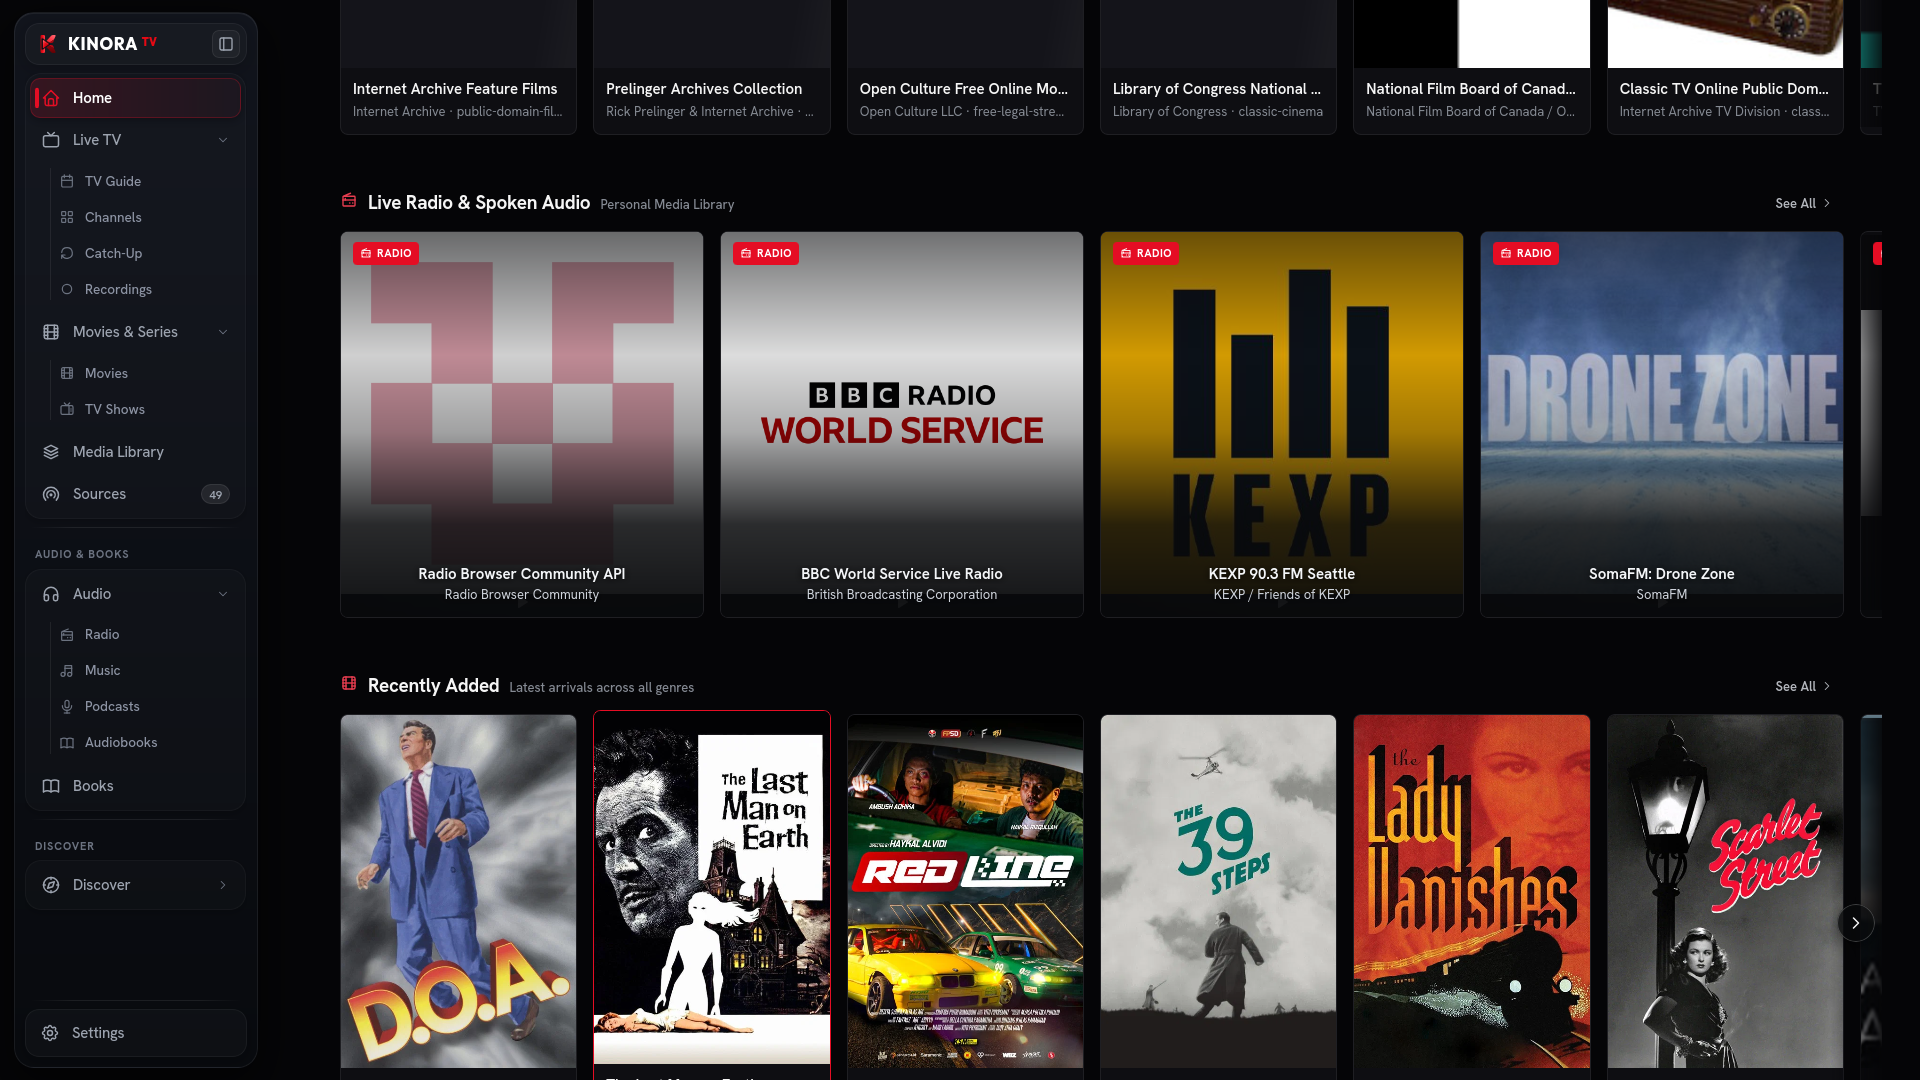 KINORA TV
Home
Live TV
TV Guide
Channels
Catch-Up
Recordings
Movies & Series
Movies
TV Shows
Media Library
Sources 49
AUDIO & BOOKS
Audio
Radio
Music
Podcasts
Audiobooks
Books
DISCOVER
Discover
Settings
Internet Archive Feature Films
Internet Archive · public-domain-fil...
Prelinger Archives Collection
Rick Prelinger & Internet Archive · ...
Open Culture Free Online Mo...
Open Culture LLC · free-legal-stre...
Library of Congress National ...
Library of Congress · classic-cinema
National Film Board of Canad...
National Film Board of Canada / O...
Classic TV Online Public Dom...
Internet Archive TV Division · class...
Live Radio & Spoken Audio Personal Media Library
See All
RADIO
Radio Browser Community API
Radio Browser Community
RADIO
BBC RADIO
WORLD SERVICE
BBC World Service Live Radio
British Broadcasting Corporation
RADIO
KEXP
KEXP 90.3 FM Seattle
KEXP / Friends of KEXP
RADIO
DRONE ZONE
SomaFM: Drone Zone
SomaFM
Recently Added Latest arrivals across all genres
See All
D.O.A.
The Last
Man on
Earth
AMBUSH ADHIKA
DIRECTED BY HAYKAL ALVIDI
RED LINE
THE
39
STEPS
the
Lady
Vanishes
Scarlet
Street